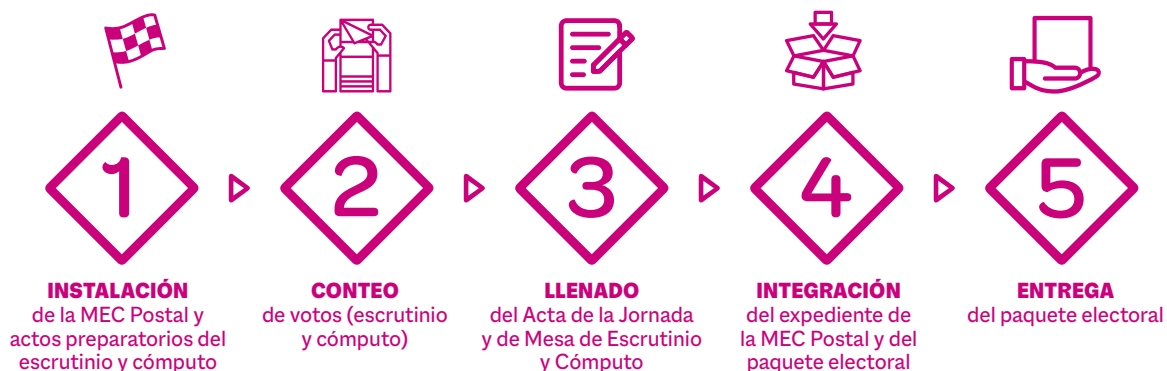 1
INSTALACIÓN
de la MEC Postal y
actos preparatorios del
escrutinio y cómputo
2
CONTEO
de votos (escrutinio
y cómputo)
3
LLENADO
del Acta de la Jornada
y de Mesa de Escrutinio
y Cómputo
4
INTEGRACIÓN
del expediente de
la MEC Postal y del
paquete electoral
5
ENTREGA
del paquete electoral